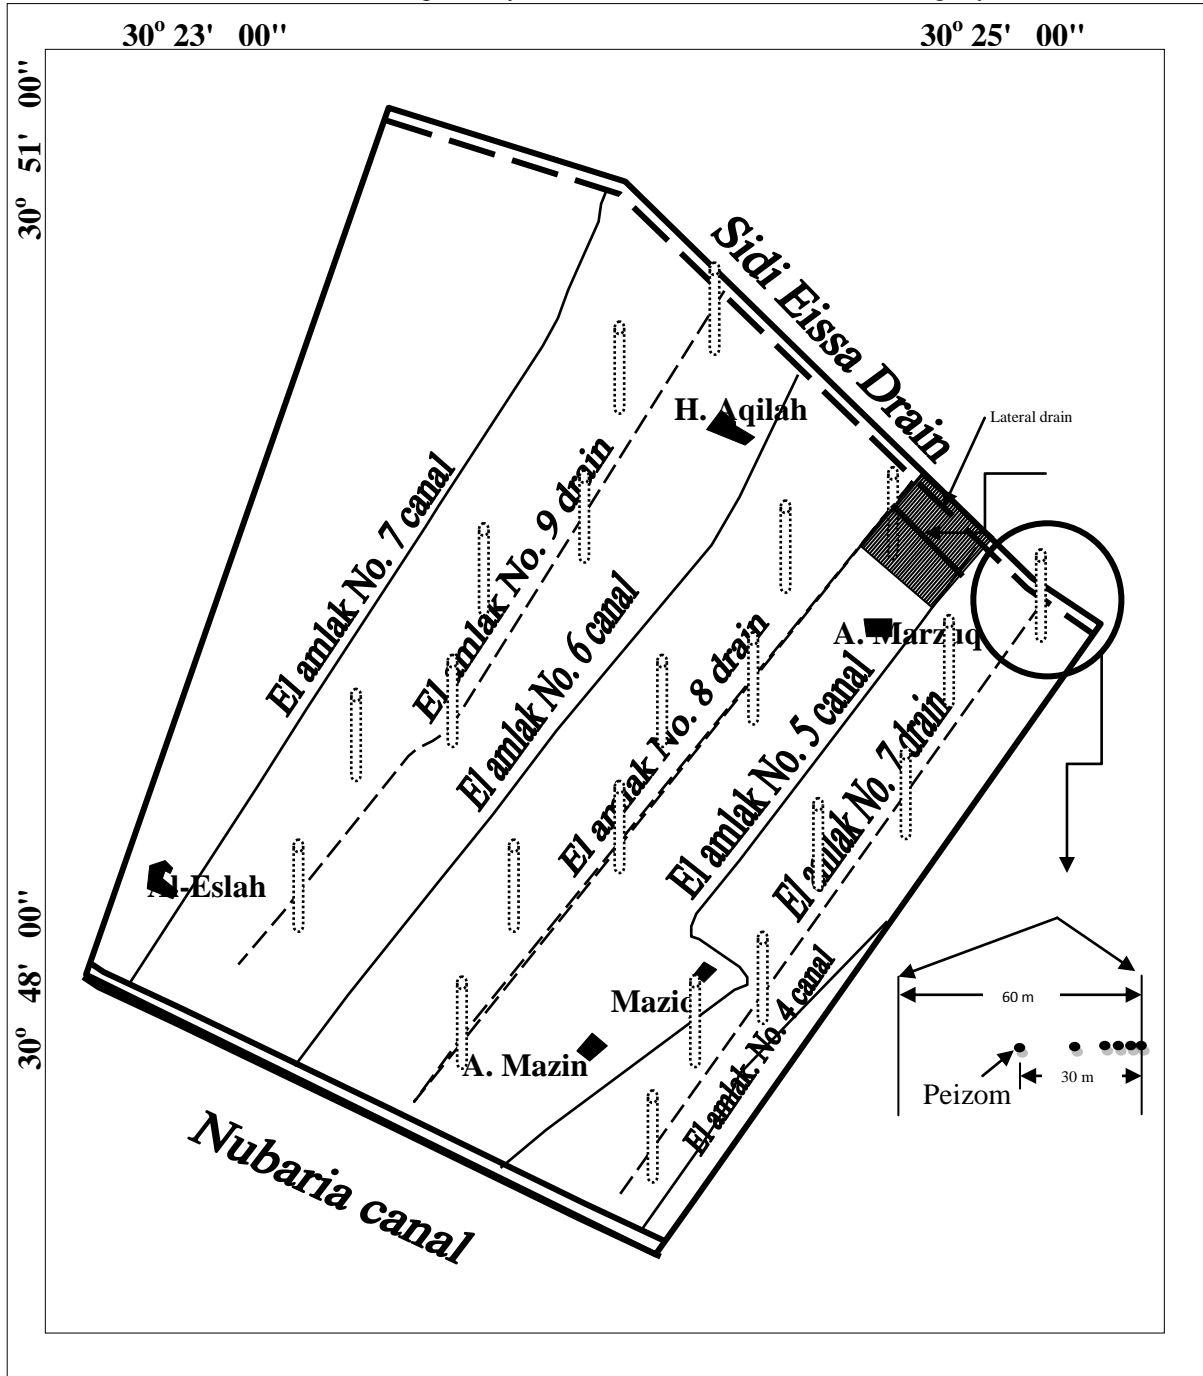 30° 23' 00"
30° 25' 00"
30° 51' 00"
Sidi Eissa Drain
H. Aqilah
Lateral drain
El amlak No. 7 canal
El amlak No. 9 drain
El amlak No. 6 canal
El amlak No. 8 drain
A. Marzuq
El amlak No. 5 canal
El amlak No. 7 drain
Al-Eslah
30° 48' 00"
El amlak. No. 4 canal
60 m
A. Mazin
30 m
Peizom
Nubaria canal